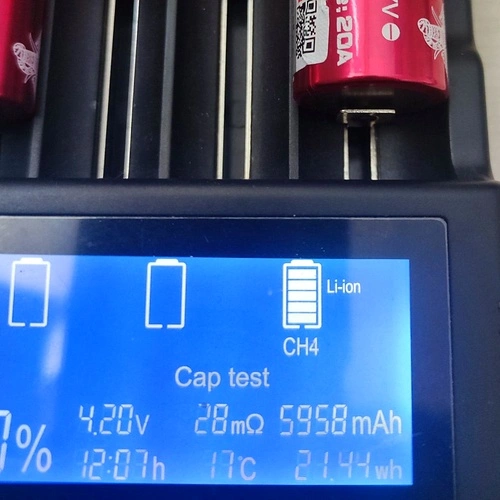 20A
V
Li-ion
CH4
Cap test
% 4.20V 28mΩ 5958mAh
12:07h 17°C 21.44wh